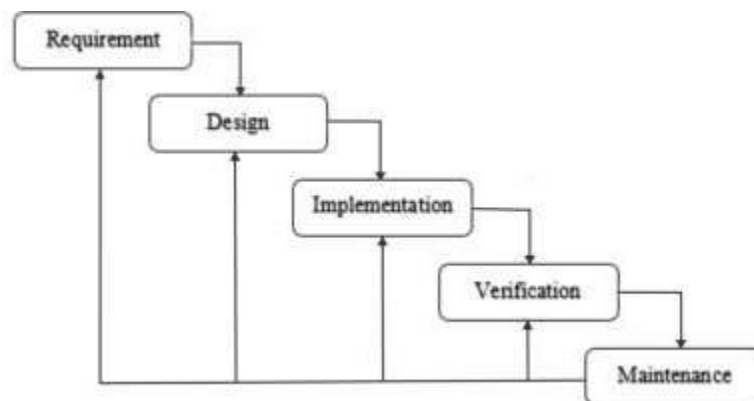 Requirement
Design
Implementation
Verification
Maintenance